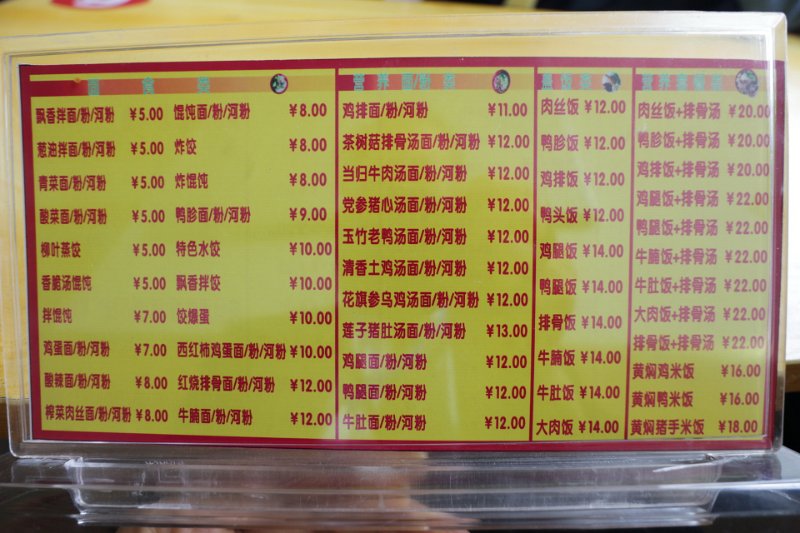 面食类
飘香拌面/粉/河粉 ¥5.00
葱油拌面/粉/河粉 ¥5.00
青菜面/粉/河粉 ¥5.00
酸菜面/粉/河粉 ¥5.00
柳叶蒸饺 ¥5.00
香脆汤馄饨 ¥5.00
拌馄饨 ¥7.00
鸡蛋面/粉/河粉 ¥7.00
酸辣面/粉/河粉 ¥8.00
榨菜肉丝面/粉/河粉 ¥8.00
馄饨面/粉/河粉 ¥8.00
炸饺 ¥8.00
炸馄饨 ¥8.00
鸭胗面/粉/河粉 ¥9.00
特色水饺 ¥10.00
飘香拌饺 ¥10.00
饺爆蛋 ¥10.00
西红柿鸡蛋面/河粉 ¥10.00
红烧排骨面/河粉 ¥12.00
牛腩面/粉/河粉 ¥12.00
营养面/粉类
鸡排面/粉/河粉 ¥11.00
茶树菇排骨汤面/粉/河粉 ¥12.00
当归牛肉汤面/粉/河粉 ¥12.00
党参猪心汤面/粉/河粉 ¥12.00
玉竹老鸭汤面/粉/河粉 ¥12.00
清香土鸡汤面/粉/河粉 ¥12.00
花旗参乌鸡汤面/粉/河粉 ¥12.00
莲子猪肚汤面/粉/河粉 ¥13.00
鸡腿面/粉/河粉 ¥12.00
鸭腿面/粉/河粉 ¥12.00
牛肚面/粉/河粉 ¥12.00
盖饭类
肉丝饭 ¥12.00
鸭胗饭 ¥12.00
鸡排饭 ¥12.00
鸭头饭 ¥12.00
鸡腿饭 ¥14.00
鸭腿饭 ¥14.00
排骨饭 ¥14.00
牛腩饭 ¥14.00
牛肚饭 ¥14.00
大肉饭 ¥14.00
营养套餐类
肉丝饭+排骨汤 ¥20.00
鸭胗饭+排骨汤 ¥20.00
鸡排饭+排骨汤 ¥20.00
鸡腿饭+排骨汤 ¥22.00
鸭腿饭+排骨汤 ¥22.00
牛腩饭+排骨汤 ¥22.00
牛肚饭+排骨汤 ¥22.00
大肉饭+排骨汤 ¥22.00
排骨饭+排骨汤 ¥22.00
黄焖鸡米饭 ¥16.00
黄焖鸭米饭 ¥16.00
黄焖猪手米饭 ¥18.00